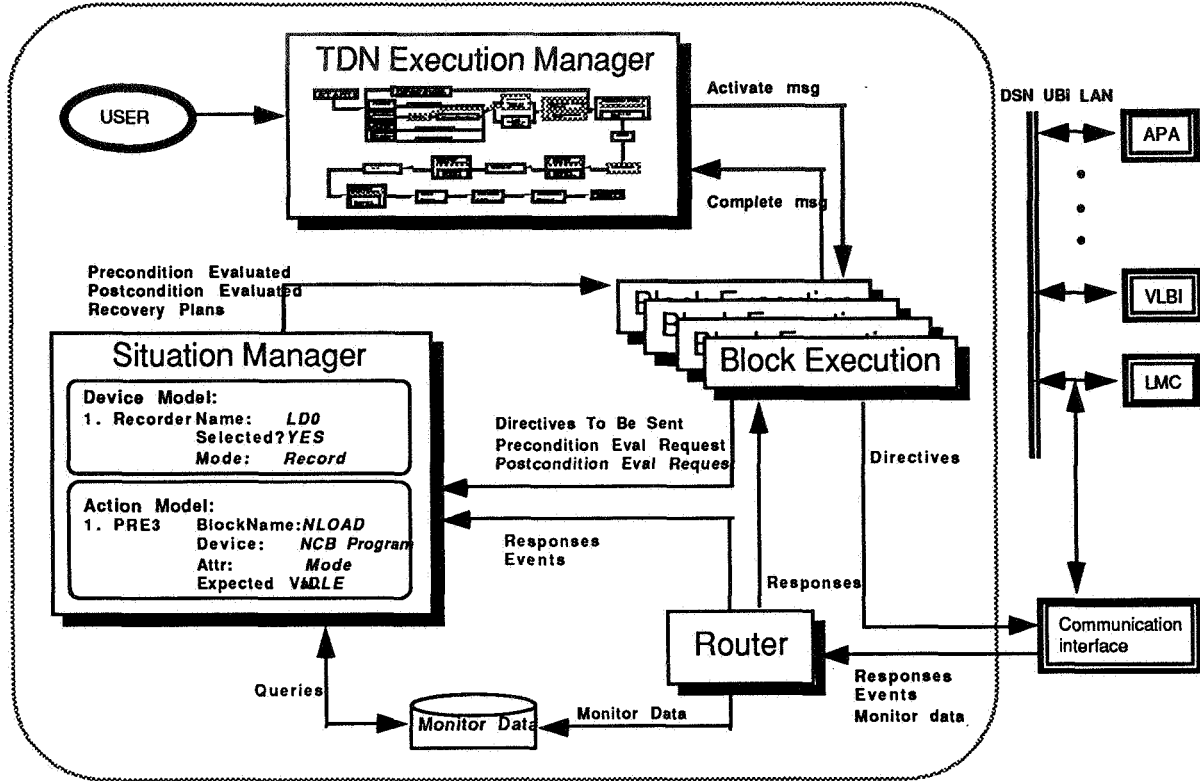 TDN Execution Manager
START
USER
Activate msg
Complete msg
DSN UBI LAN
APA
VLBI
LMC
Precondition Evaluated
Postcondition Evaluated
Recovery Plans
Block Execution
Situation Manager
Device Model:
1. Recorder Name: LD0
Selected? YES
Mode: Record
Action Model:
1. PRE3 BlockName: NLOAD
Device: NCB Program
Attr: Mode
Expected
Directives To Be Sent
Precondition Eval Request
Postcondition Eval Reques
Directives
Responses
Events
Responses
Router
Communication
interface
Responses
Events
Monitor data
Queries
Monitor Data
Monitor Data